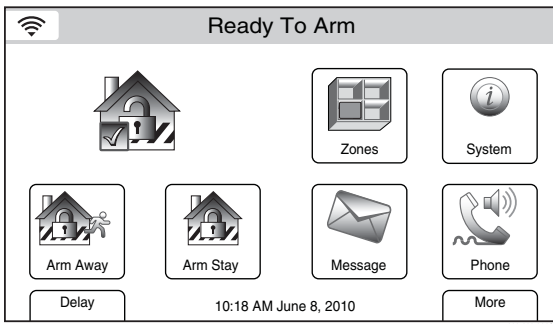 Ready To Arm
Zones
System
Arm Away
Arm Stay
Message
Phone
Delay
10:18 AM June 8, 2010
More